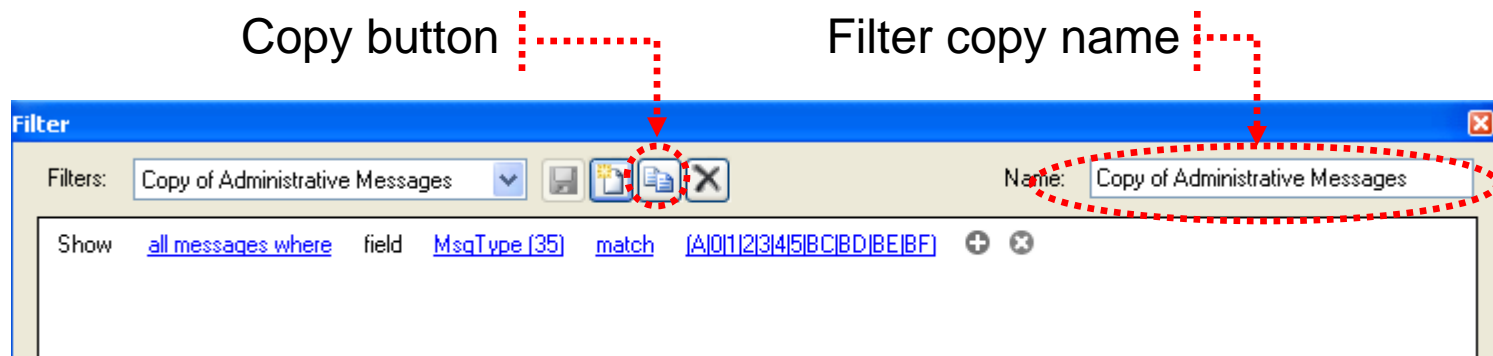 Copy button Filter copy name
Filter
Filters: Copy of Administrative Messages Name: Copy of Administrative Messages
Show all messages where field MsgType (35) match (A|0|1|2|3|4|5|BC|BD|BE|BF)